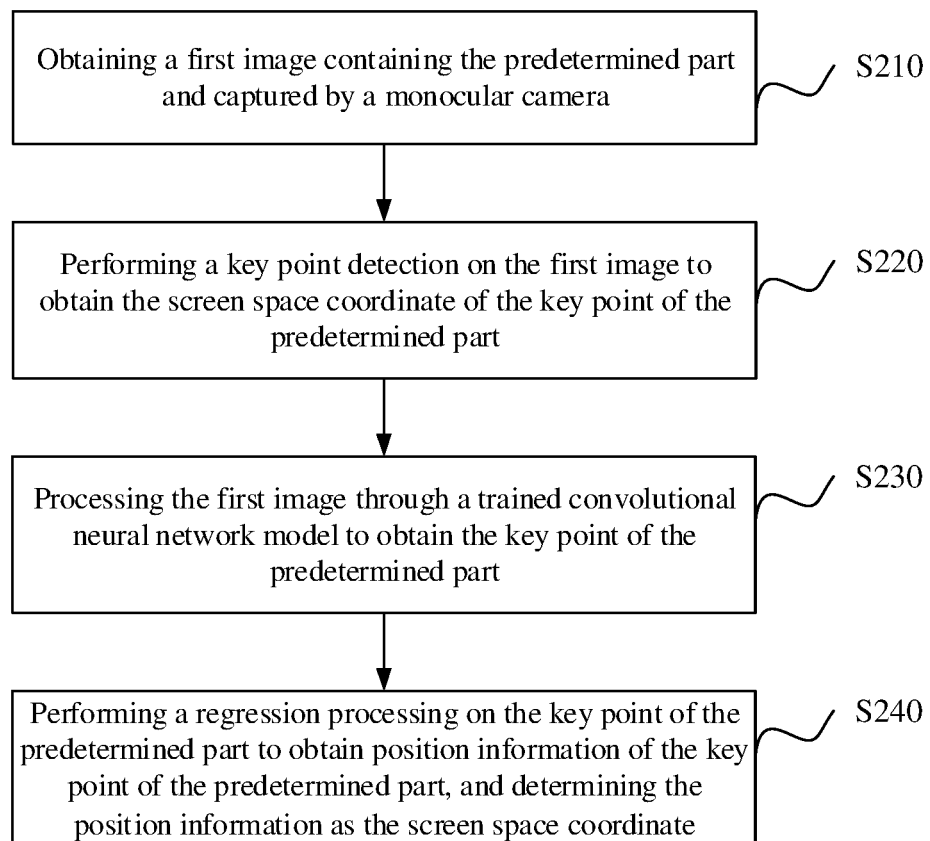 Obtaining a first image containing the predetermined part
and captured by a monocular camera
S210
Performing a key point detection on the first image to
obtain the screen space coordinate of the key point of the
predetermined part
S220
Processing the first image through a trained convolutional
neural network model to obtain the key point of the
predetermined part
S230
Performing a regression processing on the key point of the
predetermined part to obtain position information of the key
point of the predetermined part, and determining the
position information as the screen space coordinate
S240